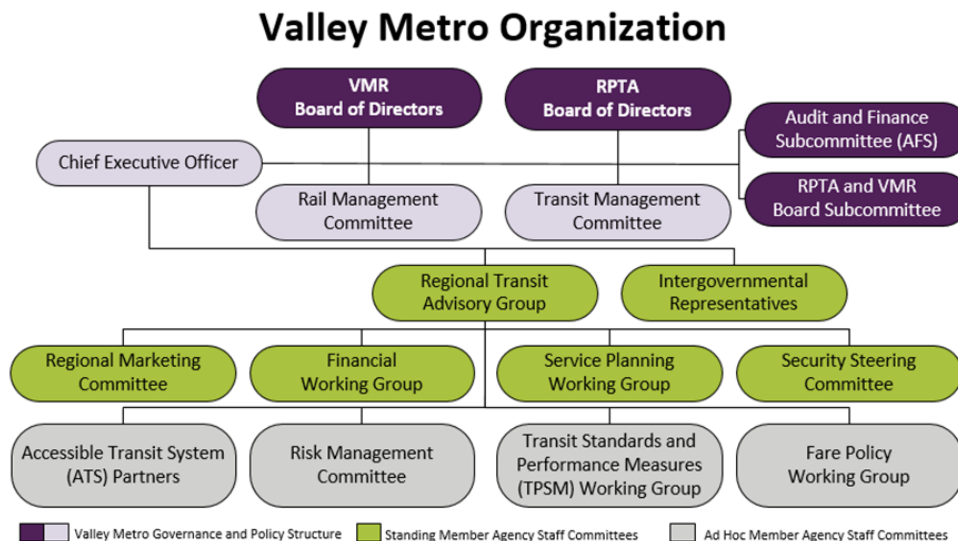 Valley Metro Organization
VMR
Board of Directors
RPTA
Board of Directors
Audit and Finance
Subcommittee (AFS)
Chief Executive Officer
Rail Management
Committee
Transit Management
Committee
RPTA and VMR
Board Subcommittee
Regional Transit
Advisory Group
Intergovernmental
Representatives
Regional Marketing
Committee
Financial
Working Group
Service Planning
Working Group
Security Steering
Committee
Accessible Transit System
(ATS) Partners
Risk Management
Committee
Transit Standards and
Performance Measures
(TPSM) Working Group
Fare Policy
Working Group
Valley Metro Governance and Policy Structure
Standing Member Agency Staff Committees
Ad Hoc Member Agency Staff Committees